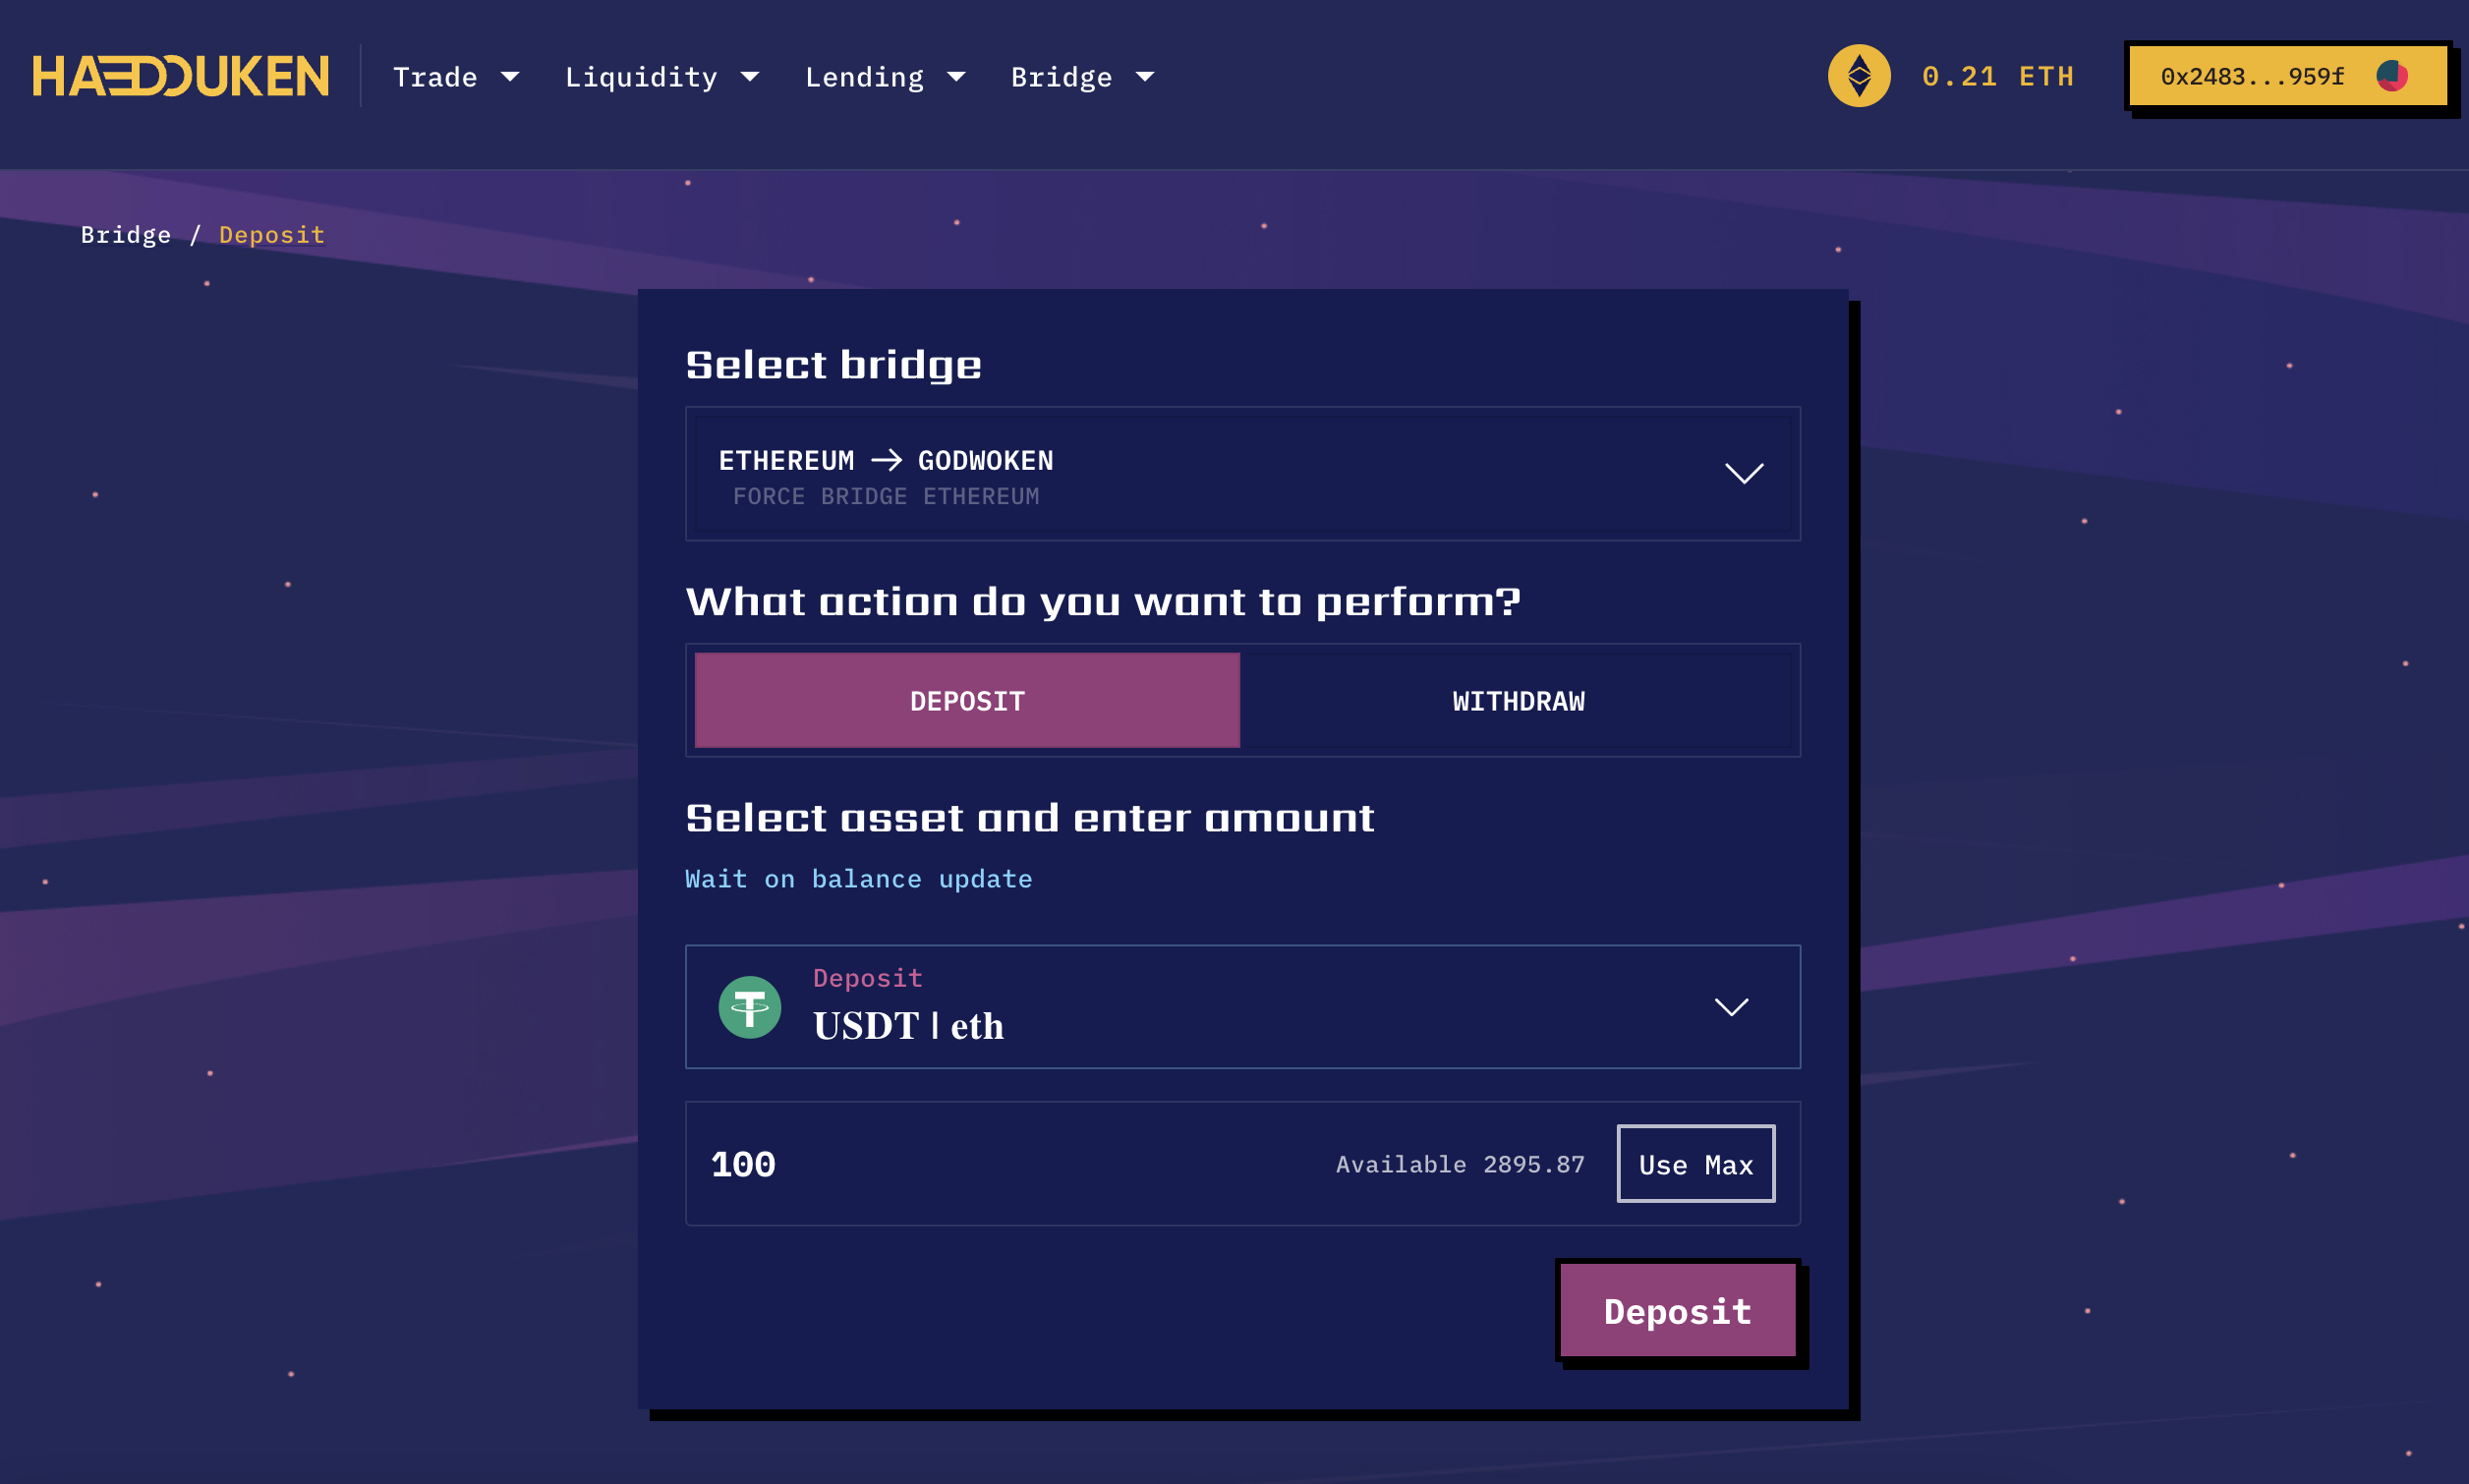 HADOUKEN
Trade
Liquidity
Lending
Bridge
0.21 ETH
0x2483...959f
Bridge / Deposit
Select bridge
ETHEREUM → GODWOKEN
FORCE BRIDGE ETHEREUM
What action do you want to perform?
DEPOSIT
WITHDRAW
Select asset and enter amount
Wait on balance update
Deposit
USDT | eth
100
Available 2895.87
Use Max
Deposit